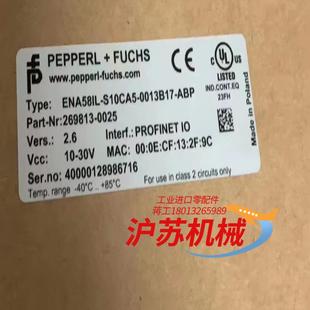 PEPPERL + FUCHS
www.pepperl-fuchs.com
Type: ENA58IL-S10CA5-0013B17-ABP
Part-Nr: 269813-0025
Vers.: 2.6 Interf.: PROFINET IO
Vcc: 10-30V MAC: 00:0E:CF:13:2F:9C
Ser.no: 40000128986716
Temp. range -40°C .. +85°C For use in class 2 circuits only
C UL US
LISTED
IND.CONT.EQ
23FH
Made in Poland
工业进口零配件
蒋工18013265989
沪苏机械